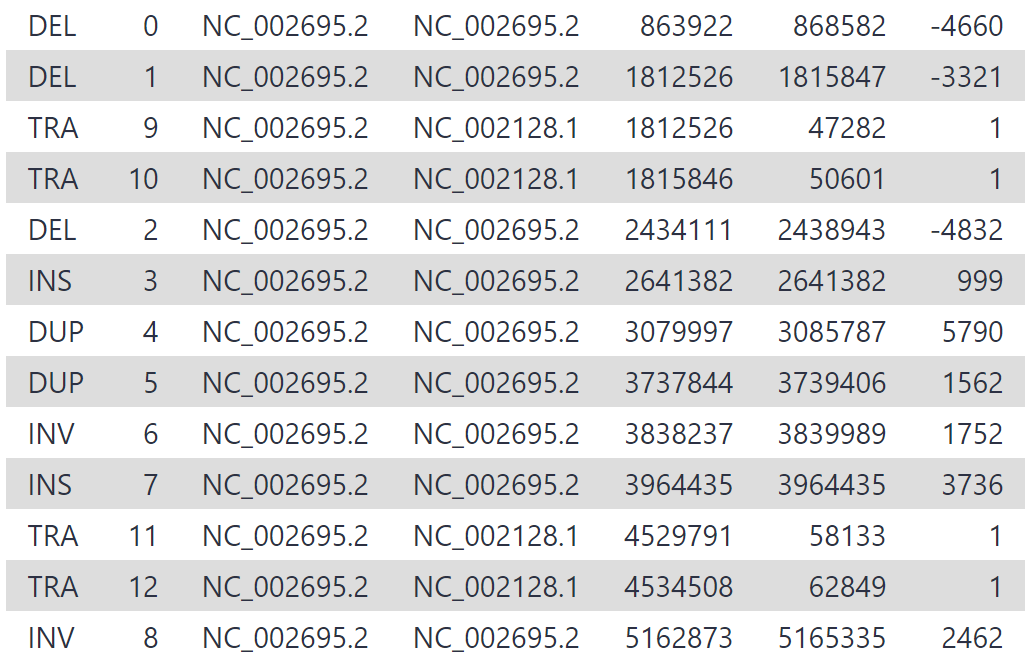 DEL 0 NC_002695.2 NC_002695.2 863922 868582 -4660
DEL 1 NC_002695.2 NC_002695.2 1812526 1815847 -3321
TRA 9 NC_002695.2 NC_002128.1 1812526 47282 1
TRA 10 NC_002695.2 NC_002128.1 1815846 50601 1
DEL 2 NC_002695.2 NC_002695.2 2434111 2438943 -4832
INS 3 NC_002695.2 NC_002695.2 2641382 2641382 999
DUP 4 NC_002695.2 NC_002695.2 3079997 3085787 5790
DUP 5 NC_002695.2 NC_002695.2 3737844 3739406 1562
INV 6 NC_002695.2 NC_002695.2 3838237 3839989 1752
INS 7 NC_002695.2 NC_002695.2 3964435 3964435 3736
TRA 11 NC_002695.2 NC_002128.1 4529791 58133 1
TRA 12 NC_002695.2 NC_002128.1 4534508 62849 1
INV 8 NC_002695.2 NC_002695.2 5162873 5165335 2462